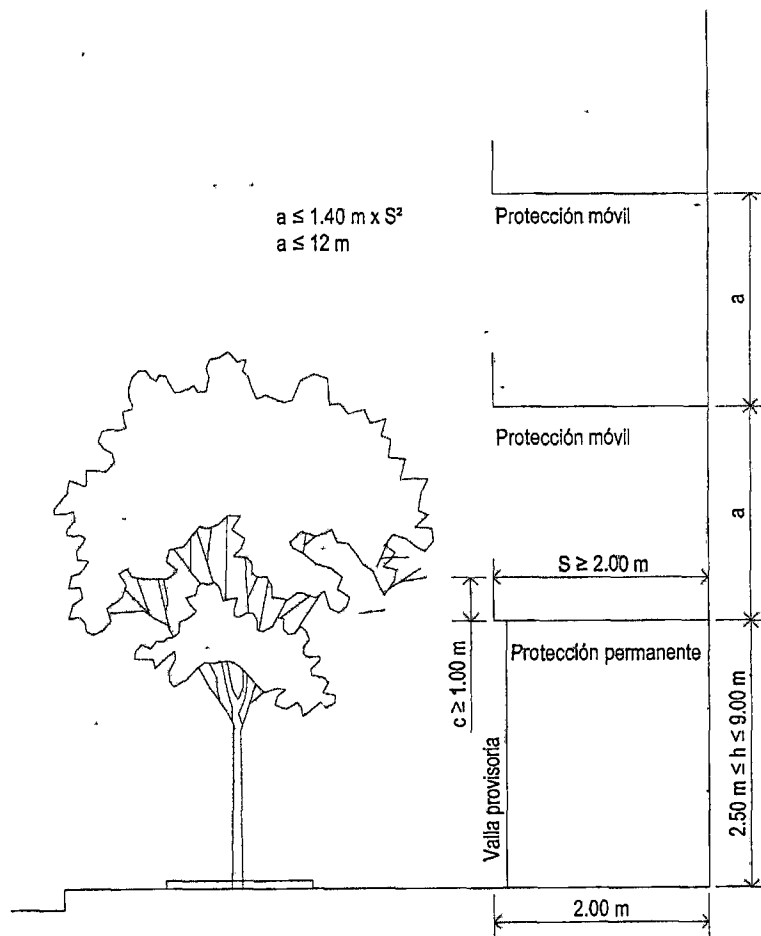 a ≤ 1.40 m x S²
a ≤ 12 m
Protección móvil
a
Protección móvil
a
S ≥ 2.00 m
c ≥ 1.00 m
Protección permanente
Valla provisoria
2.50 m ≤ h ≤ 9.00 m
2.00 m